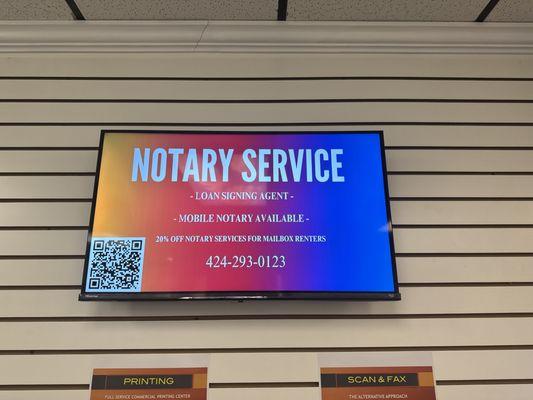 NOTARY SERVICE
- LOAN SIGNING AGENT -
- MOBILE NOTARY AVAILABLE -
20% OFF NOTARY SERVICES FOR MAILBOX RENTERS
424-293-0123
Hisense
PRINTING
FULL SERVICE COMMERCIAL PRINTING CENTER
SCAN & FAX
THE ALTERNATIVE APPROACH